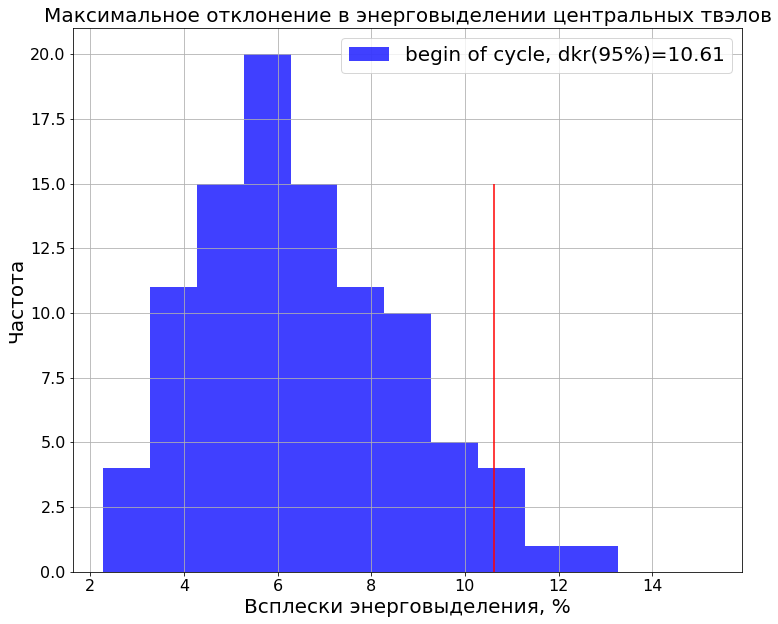 Максимальное отклонение в энерговыделении центральных твэлов
begin of cycle, dkr(95%)=10.61
20.0
17.5
15.0
12.5
10.0
7.5
5.0
2.5
0.0
Частота
2 4 6 8 10 12 14
Всплески энерговыделения, %